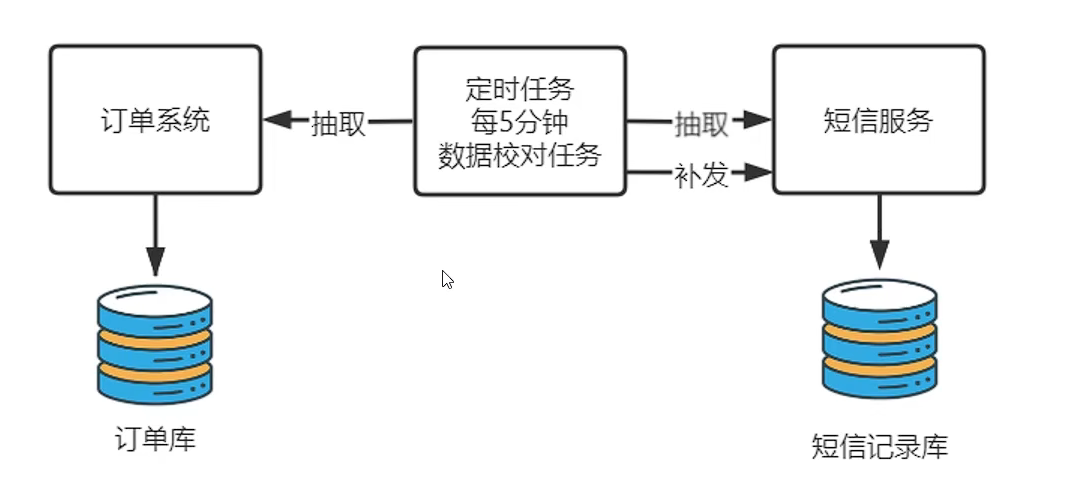 订单系统
抽取
定时任务
每5分钟
数据校对任务
抽取
补发
短信服务
订单库
短信记录库